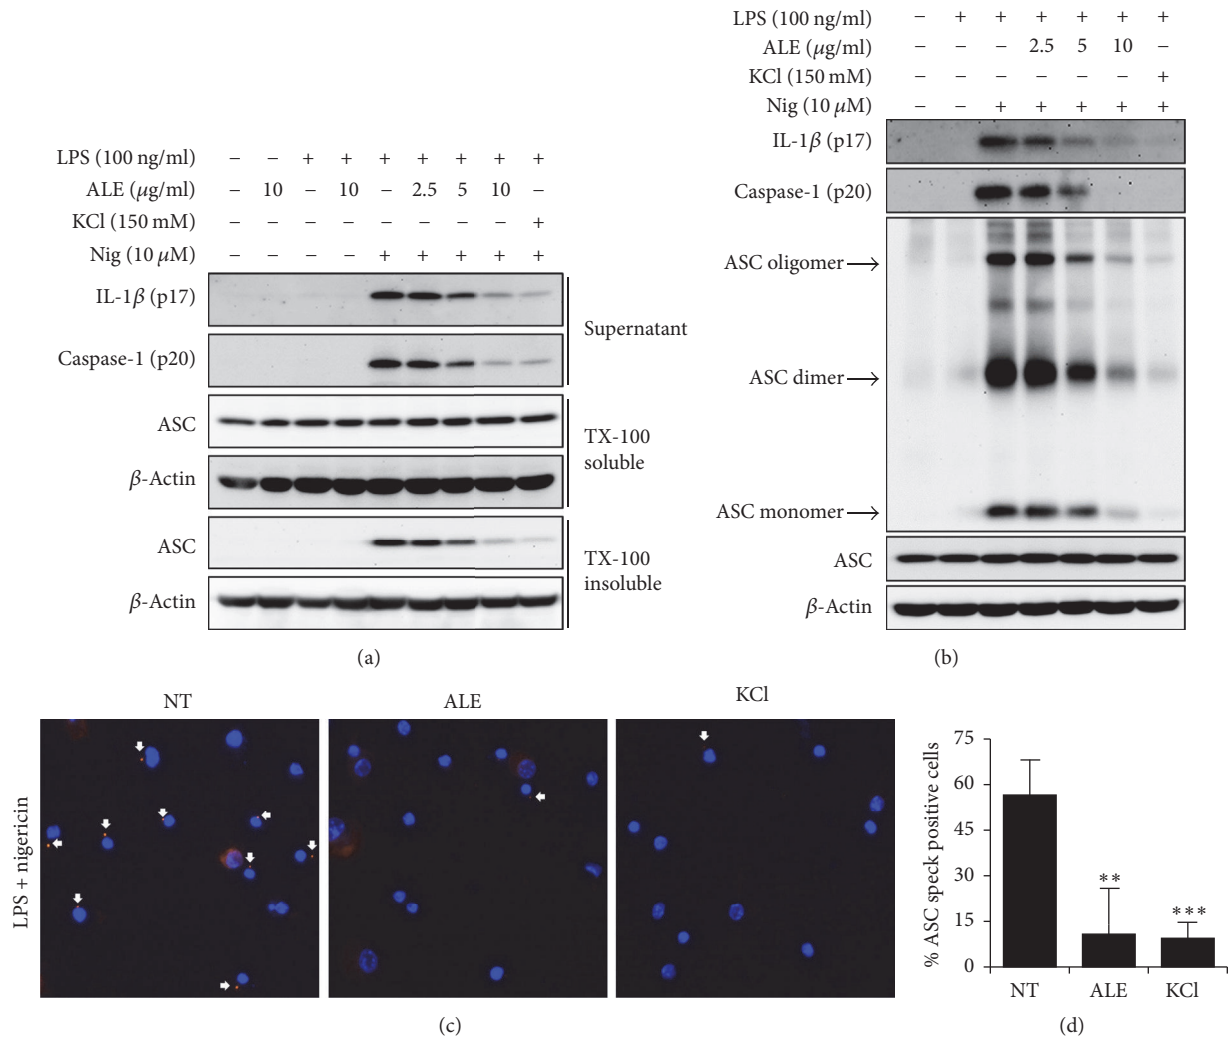 LPS (100 ng/ml) − − + + + + + + +
ALE (μg/ml) − 10 − 10 − 2.5 5 10 −
KCl (150 mM) − − − − − − − − +
Nig (10 μM) − − − − + + + + +
IL-1β (p17)
Caspase-1 (p20)
Supernatant
ASC
β-Actin
TX-100
soluble
ASC
β-Actin
TX-100
insoluble
(a)
LPS (100 ng/ml) − + + + + + +
ALE (μg/ml) − − − 2.5 5 10 −
KCl (150 mM) − − − − − − +
Nig (10 μM) − − + + + + +
IL-1β (p17)
Caspase-1 (p20)
ASC oligomer
ASC dimer
ASC monomer
ASC
β-Actin
(b)
NT ALE KCl
LPS + nigericin
(c)
% ASC speck positive cells
75
60
45
30
15
0
**
***
NT ALE KCl
(d)